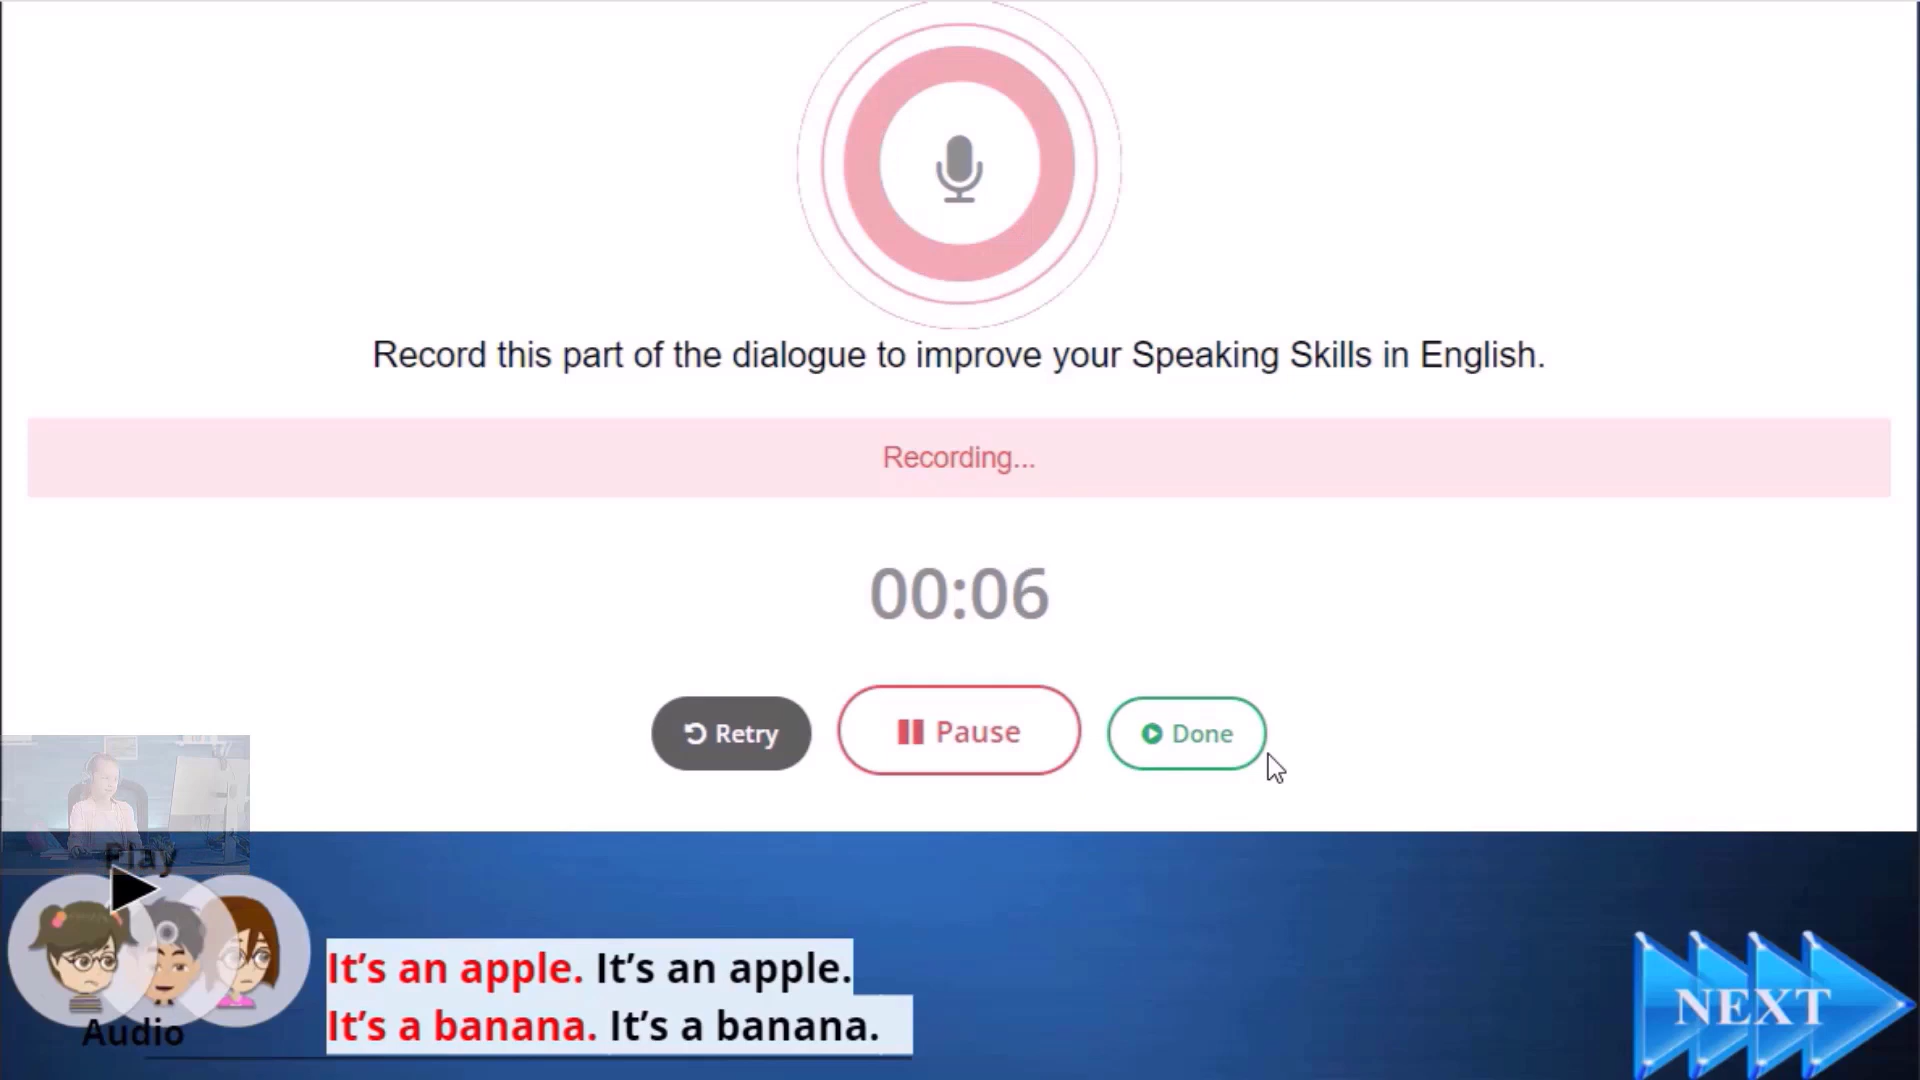 Record this part of the dialogue to improve your Speaking Skills in English.
Recording...
00:06
Retry
Pause
Done
Play
Audio
It’s an apple. It’s an apple.
It’s a banana. It’s a banana.
NEXT